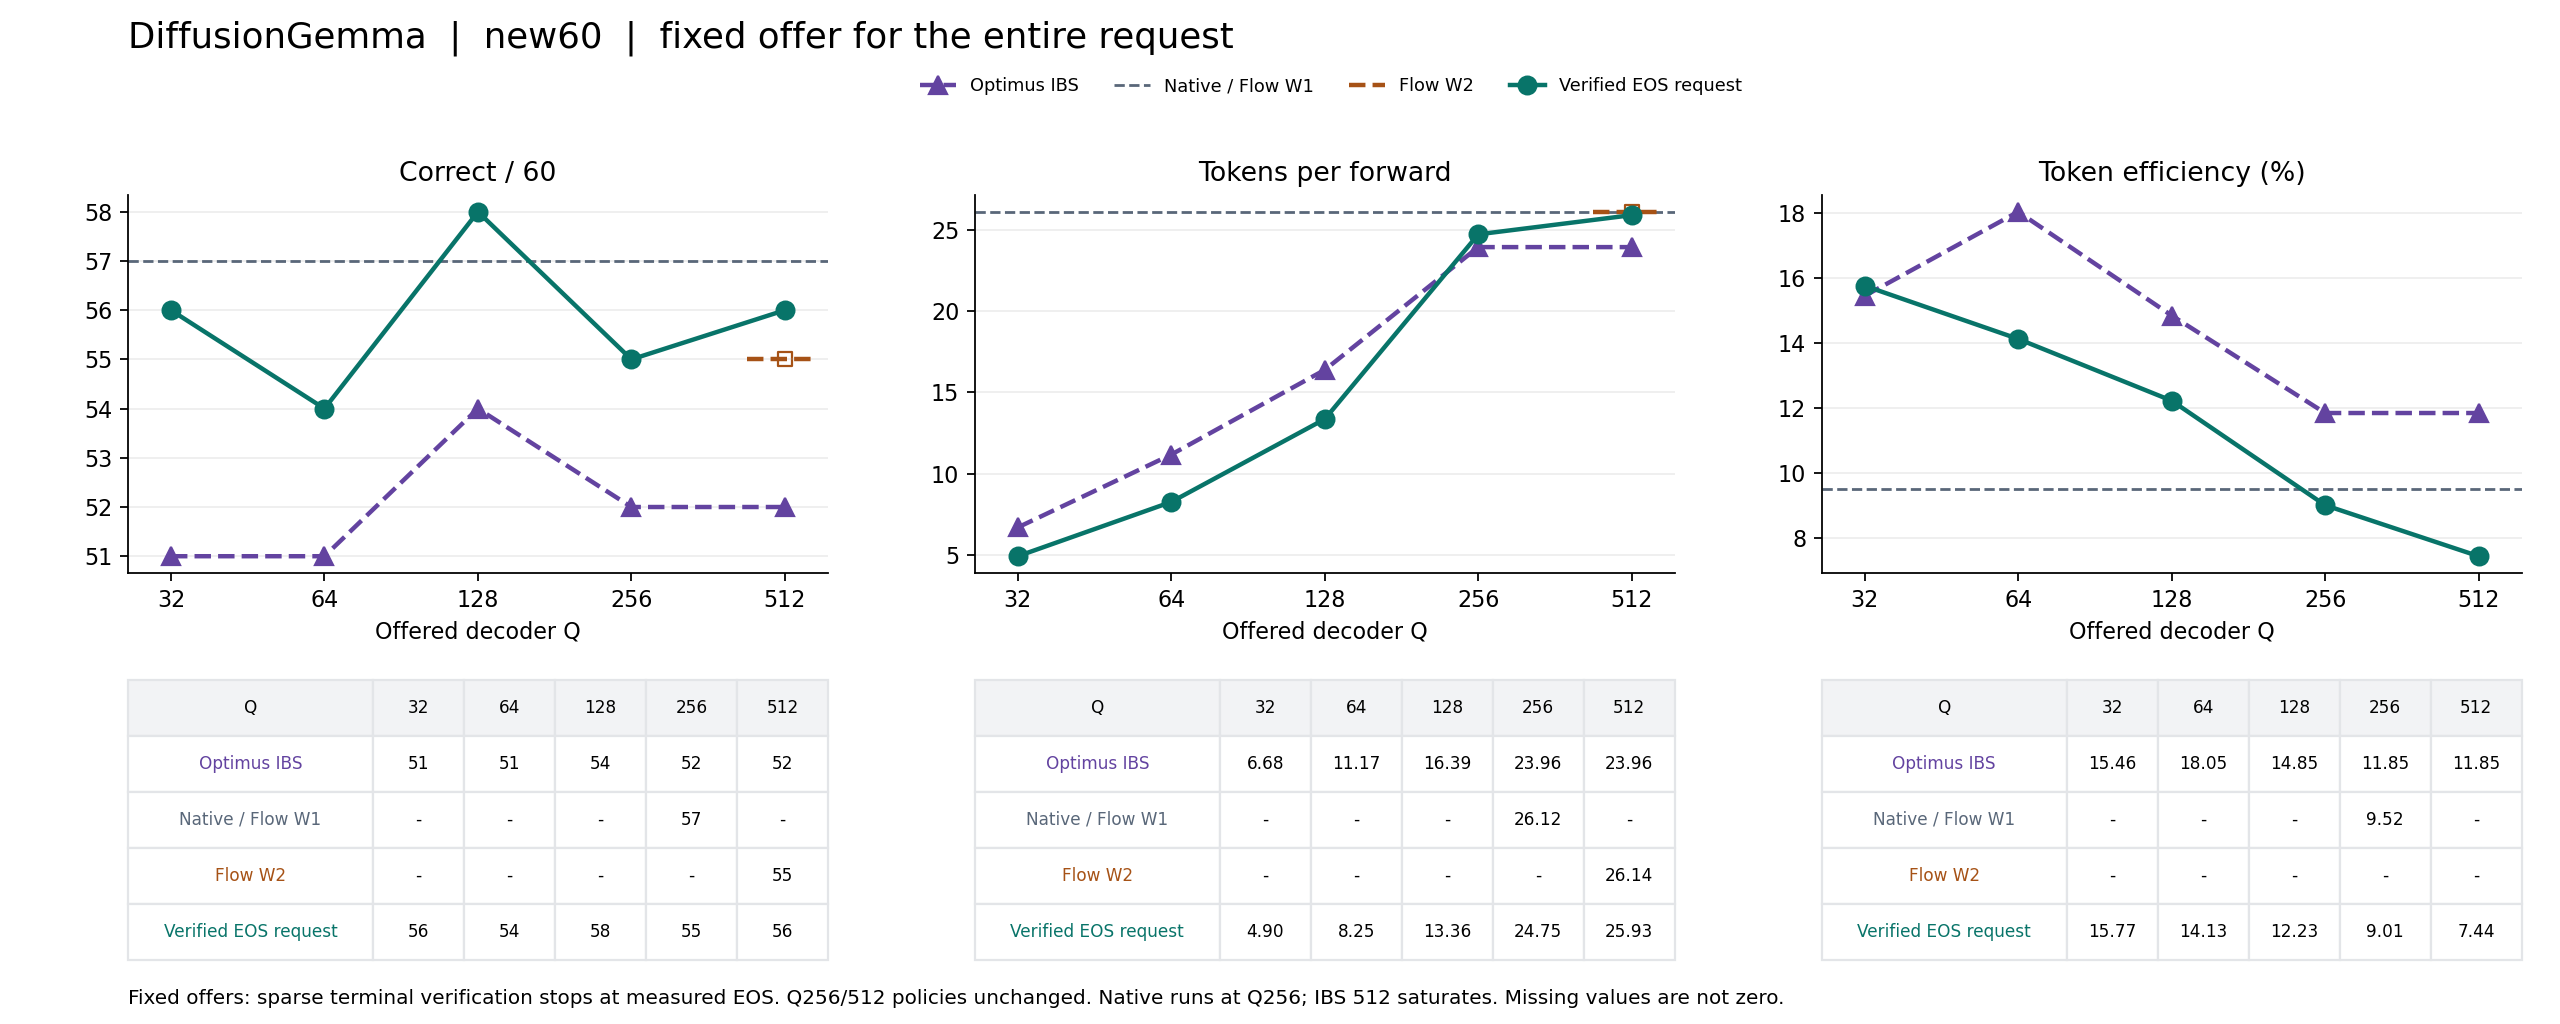 DiffusionGemma | new60 | fixed offer for the entire request
Optimus IBS Native / Flow W1 Flow W2 Verified EOS request
Correct / 60
58
57
56
55
54
53
52
51
32 64 128 256 512
Offered decoder Q
Tokens per forward
25
20
15
10
5
32 64 128 256 512
Offered decoder Q
Token efficiency (%)
18
16
14
12
10
8
32 64 128 256 512
Offered decoder Q
Q 32 64 128 256 512
Optimus IBS 51 51 54 52 52
Native / Flow W1 - - - 57 -
Flow W2 - - - - 55
Verified EOS request 56 54 58 55 56
Q 32 64 128 256 512
Optimus IBS 6.68 11.17 16.39 23.96 23.96
Native / Flow W1 - - - 26.12 -
Flow W2 - - - - 26.14
Verified EOS request 4.90 8.25 13.36 24.75 25.93
Q 32 64 128 256 512
Optimus IBS 15.46 18.05 14.85 11.85 11.85
Native / Flow W1 - - - 9.52 -
Flow W2 - - - - -
Verified EOS request 15.77 14.13 12.23 9.01 7.44
Fixed offers: sparse terminal verification stops at measured EOS. Q256/512 policies unchanged. Native runs at Q256; IBS 512 saturates. Missing values are not zero.